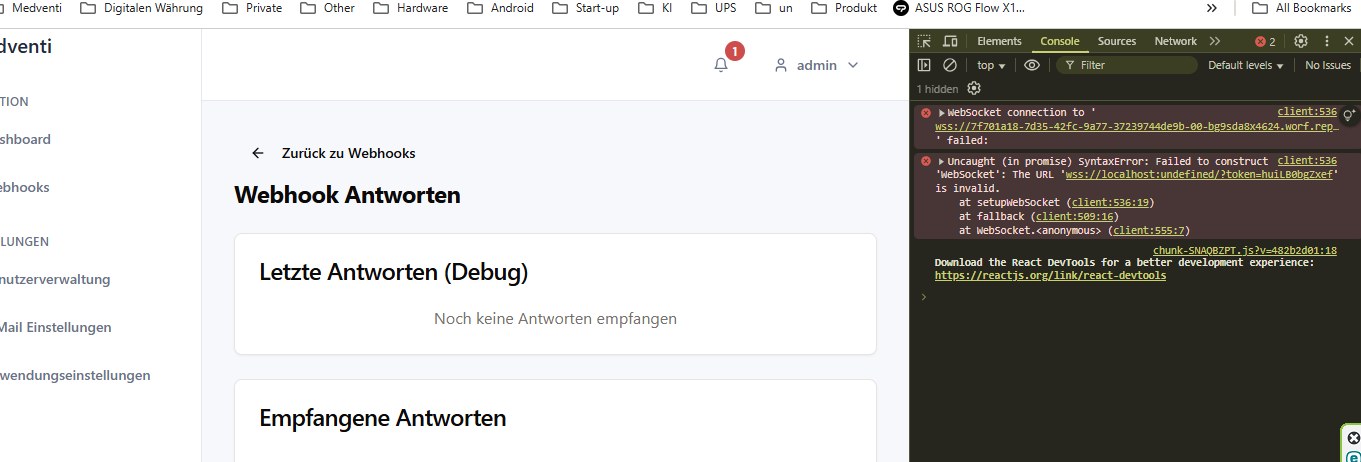 Medventi
Digitalen Währung
Private
Other
Hardware
Android
Start-up
KI
UPS
un
Produkt
ASUS ROG Flow X1...
»
All Bookmarks
dventi
1
admin
TION
shboard
ebhooks
LUNGEN
nutzerverwaltung
Mail Einstellungen
wendungseinstellungen
← Zurück zu Webhooks
Webhook Antworten
Letzte Antworten (Debug)
Noch keine Antworten empfangen
Empfangene Antworten
Elements Console Sources Network » 2
top Filter Default levels No Issues
1 hidden
WebSocket connection to ' client:536
wss://7f701a18-7d35-42fc-9a77-37239744de9b-00-bg9sda8x4624.worf.rep…
' failed:
Uncaught (in promise) SyntaxError: Failed to construct client:536
'WebSocket': The URL 'wss://localhost:undefined/?token=huiLB0bgZxef'
is invalid.
at setupWebSocket (client:536:19)
at fallback (client:509:16)
at WebSocket.<anonymous> (client:555:7)
chunk-SNAQBZPT.js?v=482b2d01:18
Download the React DevTools for a better development experience:
https://reactjs.org/link/react-devtools